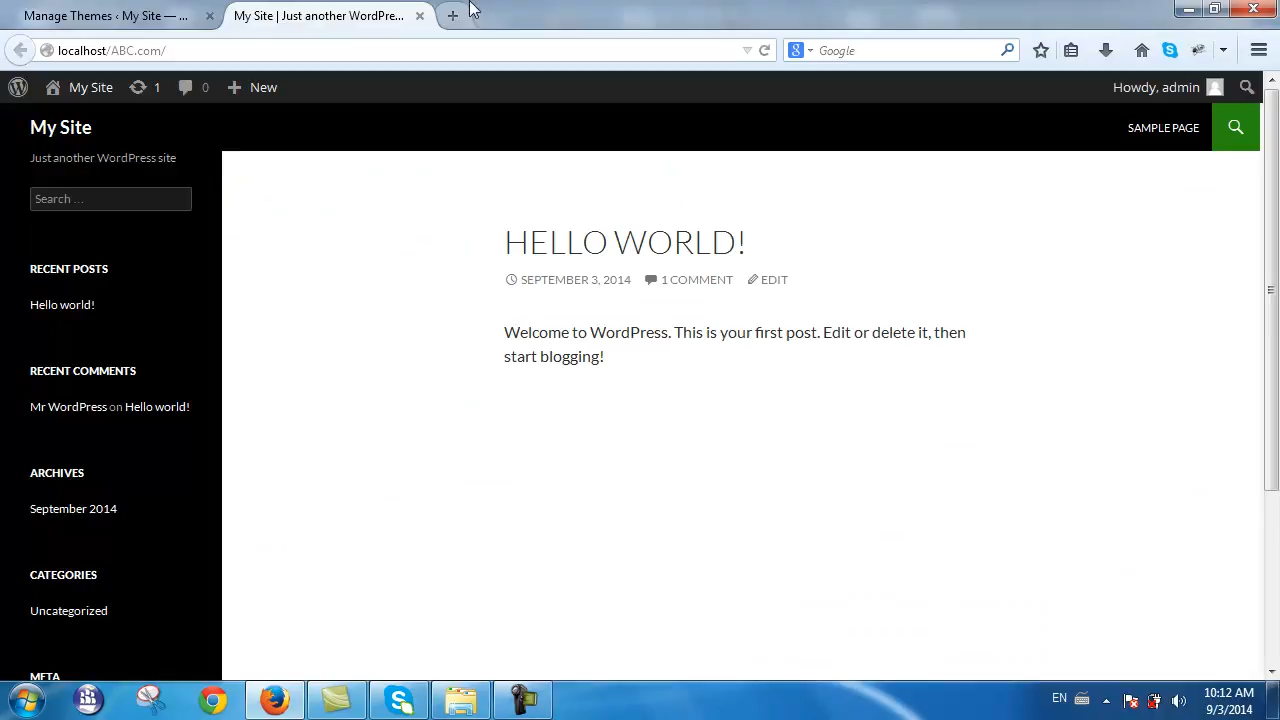 Manage Themes ‹ My Site — ...
My Site | Just another WordPre...
localhost/ABC.com/
Google
My Site
1
0
New
Howdy, admin
My Site
SAMPLE PAGE
Just another WordPress site
Search …
HELLO WORLD!
SEPTEMBER 3, 2014
1 COMMENT
EDIT
Welcome to WordPress. This is your first post. Edit or delete it, then
start blogging!
RECENT POSTS
Hello world!
RECENT COMMENTS
Mr WordPress on Hello world!
ARCHIVES
September 2014
CATEGORIES
Uncategorized
META
EN
10:12 AM
9/3/2014